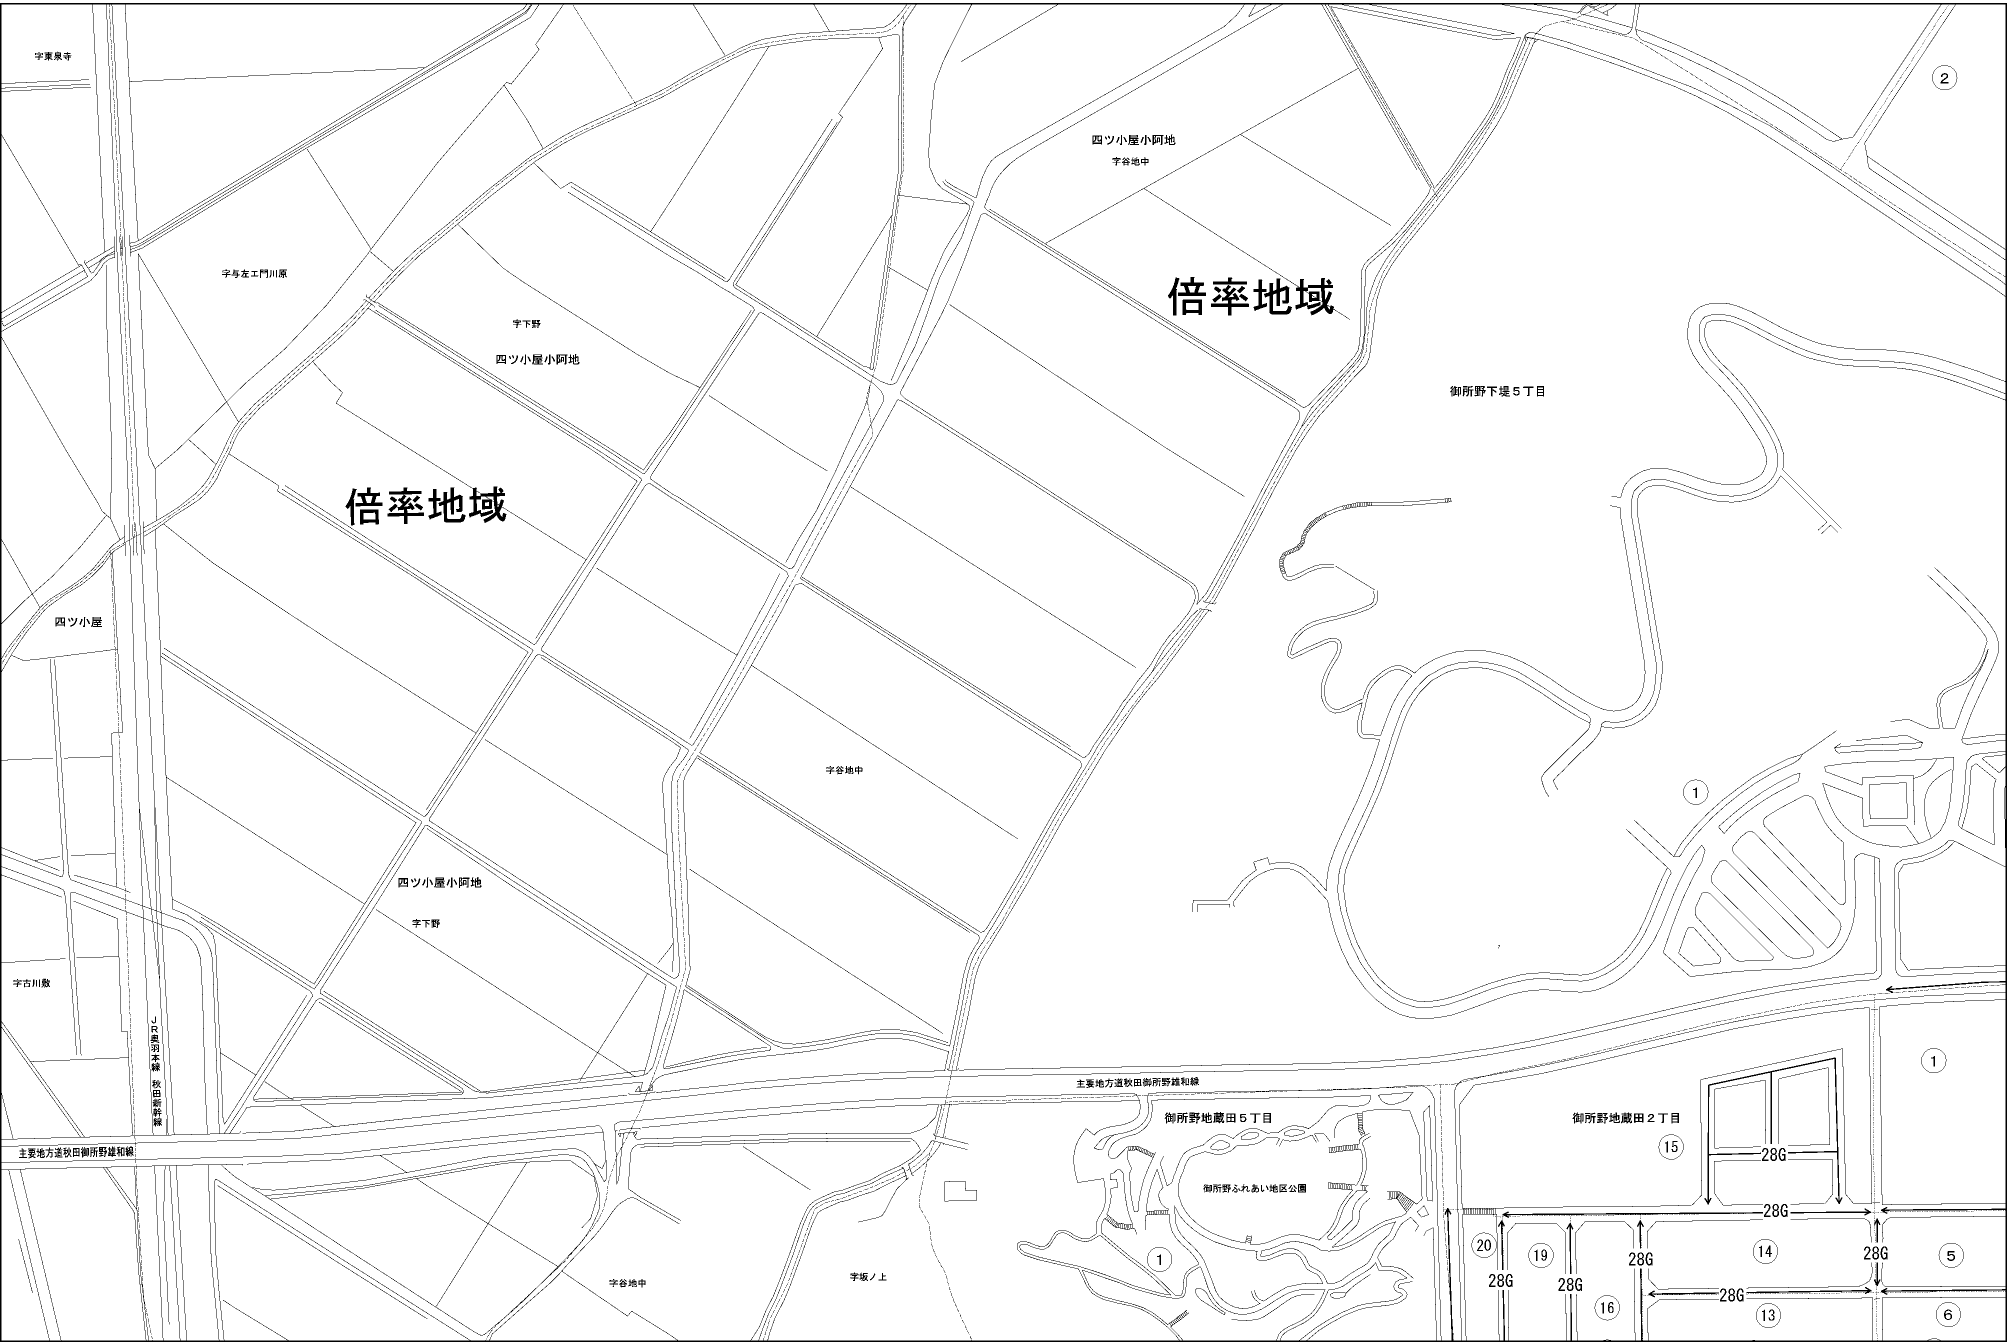 字東泉寺
②
四ツ小屋小阿地
字谷地中
字与左エ門川原
倍率地域
字下野
四ツ小屋小阿地
御所野下堤5丁目
倍率地域
四ツ小屋
字谷地中
①
四ツ小屋小阿地
字下野
字古川敷
JR奥羽本線 秋田新幹線
主要地方道秋田御所野雄和線
①
御所野地蔵田5丁目
御所野地蔵田2丁目
⑮
主要地方道秋田御所野雄和線
28G
御所野ふれあい地区公園
28G
⑳
⑲
⑭
28G
⑤
28G
①
字坂ノ上
字谷地中
28G
28G
28G
⑯
⑬
⑥